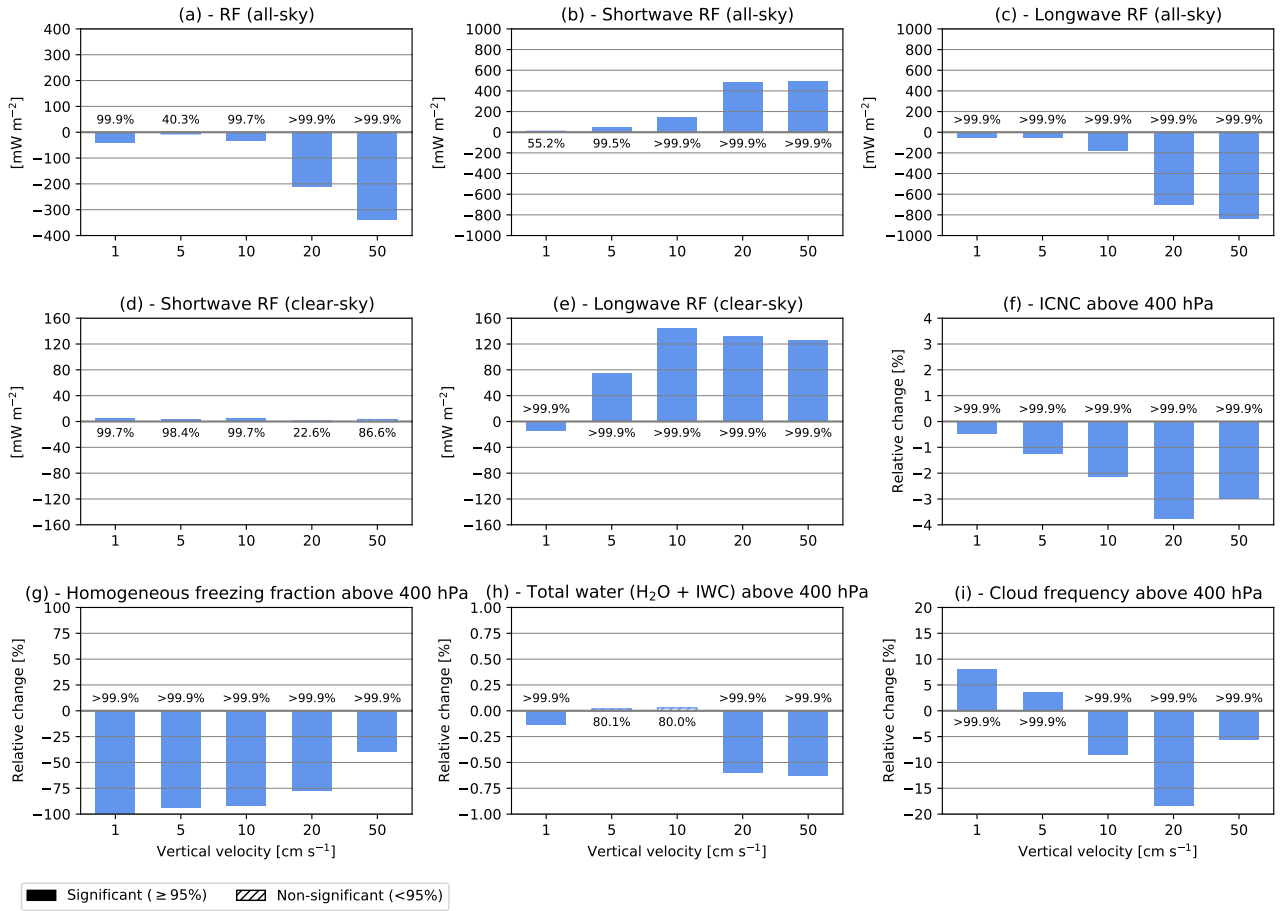 (a) - RF (all-sky)
[mW m⁻²]
400
300
200
100
0
−100
−200
−300
−400
99.9% 40.3% 99.7% >99.9% >99.9%
1 5 10 20 50
(b) - Shortwave RF (all-sky)
[mW m⁻²]
1000
800
600
400
200
0
−200
−400
−600
−800
−1000
55.2% 99.5% >99.9% >99.9% >99.9%
1 5 10 20 50
(c) - Longwave RF (all-sky)
[mW m⁻²]
1000
800
600
400
200
0
−200
−400
−600
−800
−1000
>99.9% >99.9% >99.9% >99.9% >99.9%
1 5 10 20 50
(d) - Shortwave RF (clear-sky)
[mW m⁻²]
160
120
80
40
0
−40
−80
−120
−160
99.7% 98.4% 99.7% 22.6% 86.6%
1 5 10 20 50
(e) - Longwave RF (clear-sky)
[mW m⁻²]
160
120
80
40
0
−40
−80
−120
−160
>99.9%
>99.9% >99.9% >99.9% >99.9%
1 5 10 20 50
(f) - ICNC above 400 hPa
Relative change [%]
4
3
2
1
0
−1
−2
−3
−4
>99.9% >99.9% >99.9% >99.9% >99.9%
1 5 10 20 50
(g) - Homogeneous freezing fraction above 400 hPa
Relative change [%]
100
75
50
25
0
−25
−50
−75
−100
>99.9% >99.9% >99.9% >99.9% >99.9%
1 5 10 20 50
Vertical velocity [cm s⁻¹]
(h) - Total water (H₂O + IWC) above 400 hPa
Relative change [%]
1.00
0.75
0.50
0.25
0.00
−0.25
−0.50
−0.75
−1.00
>99.9% >99.9% >99.9%
80.1% 80.0%
1 5 10 20 50
Vertical velocity [cm s⁻¹]
(i) - Cloud frequency above 400 hPa
Relative change [%]
20
15
10
5
0
−5
−10
−15
−20
>99.9% >99.9% >99.9%
>99.9% >99.9%
1 5 10 20 50
Vertical velocity [cm s⁻¹]
Significant (≥95%) Non-significant (<95%)